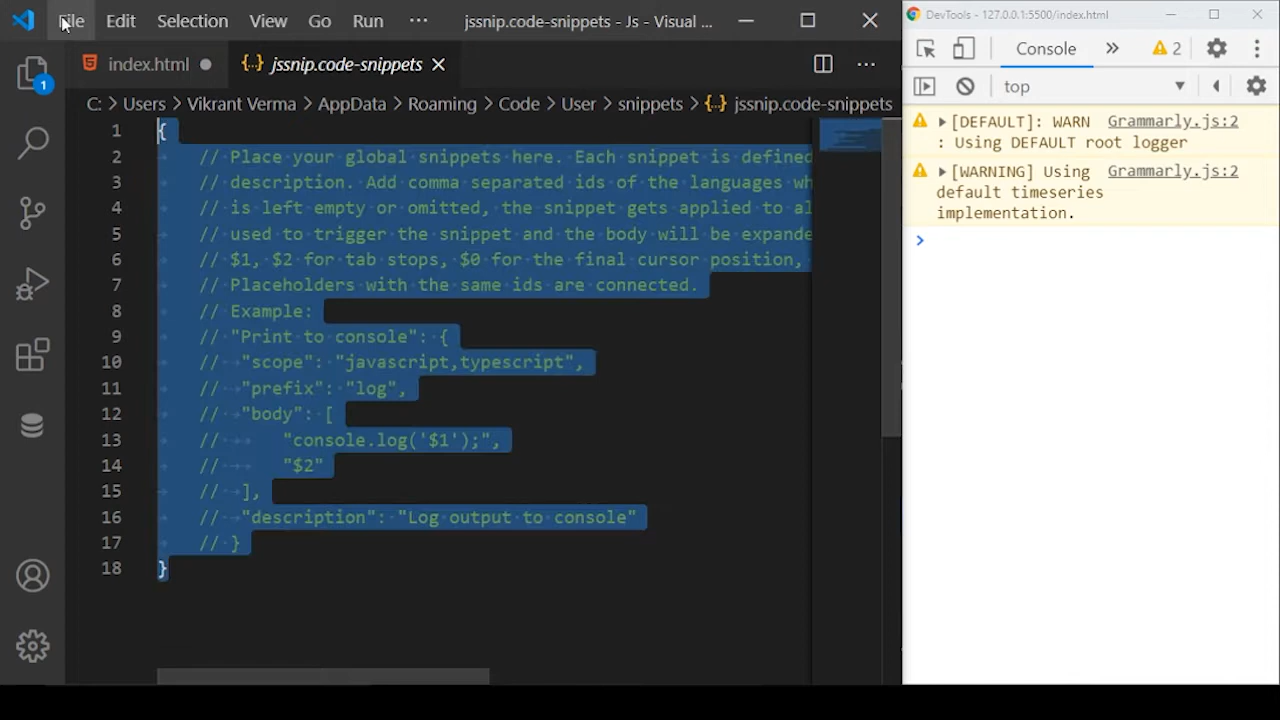 File Edit Selection View Go Run ··· jssnip.code-snippets - Js - Visual ...
index.html ● {··} jssnip.code-snippets
C: > Users > Vikrant Verma > AppData > Roaming > Code > User > snippets > {··} jssnip.code-snippets
1
1 {
2 // Place your global snippets here. Each snippet is defined
3 // description. Add comma separated ids of the languages wh
4 // is left empty or omitted, the snippet gets applied to al
5 // used to trigger the snippet and the body will be expande
6 // $1, $2 for tab stops, $0 for the final cursor position,
7 // Placeholders with the same ids are connected.
8 // Example:
9 // "Print to console": {
10 // "scope": "javascript,typescript",
11 // "prefix": "log",
12 // "body": [
13 // "console.log('$1');",
14 // "$2"
15 // ],
16 // "description": "Log output to console"
17 // }
18 }
DevTools - 127.0.0.1:5500/index.html
Console » 2
top
[DEFAULT]: WARN Grammarly.js:2
: Using DEFAULT root logger
[WARNING] Using Grammarly.js:2
default timeseries
implementation.
>